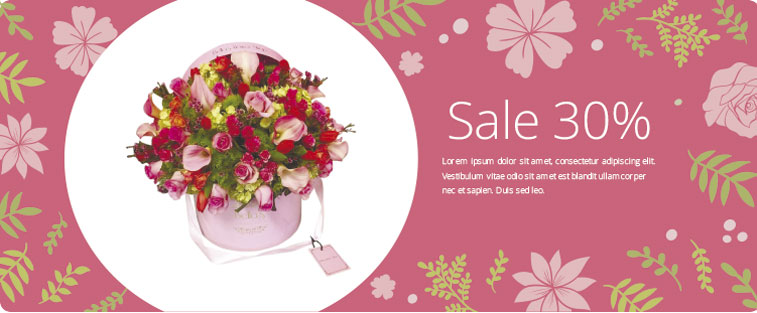 Sale 30%
Lorem ipsum dolor sit amet, consectetur adipiscing elit.
Vestibulum vitae odio sit amet est blandit ullamcorper
nec et sapien. Duis sed leo.